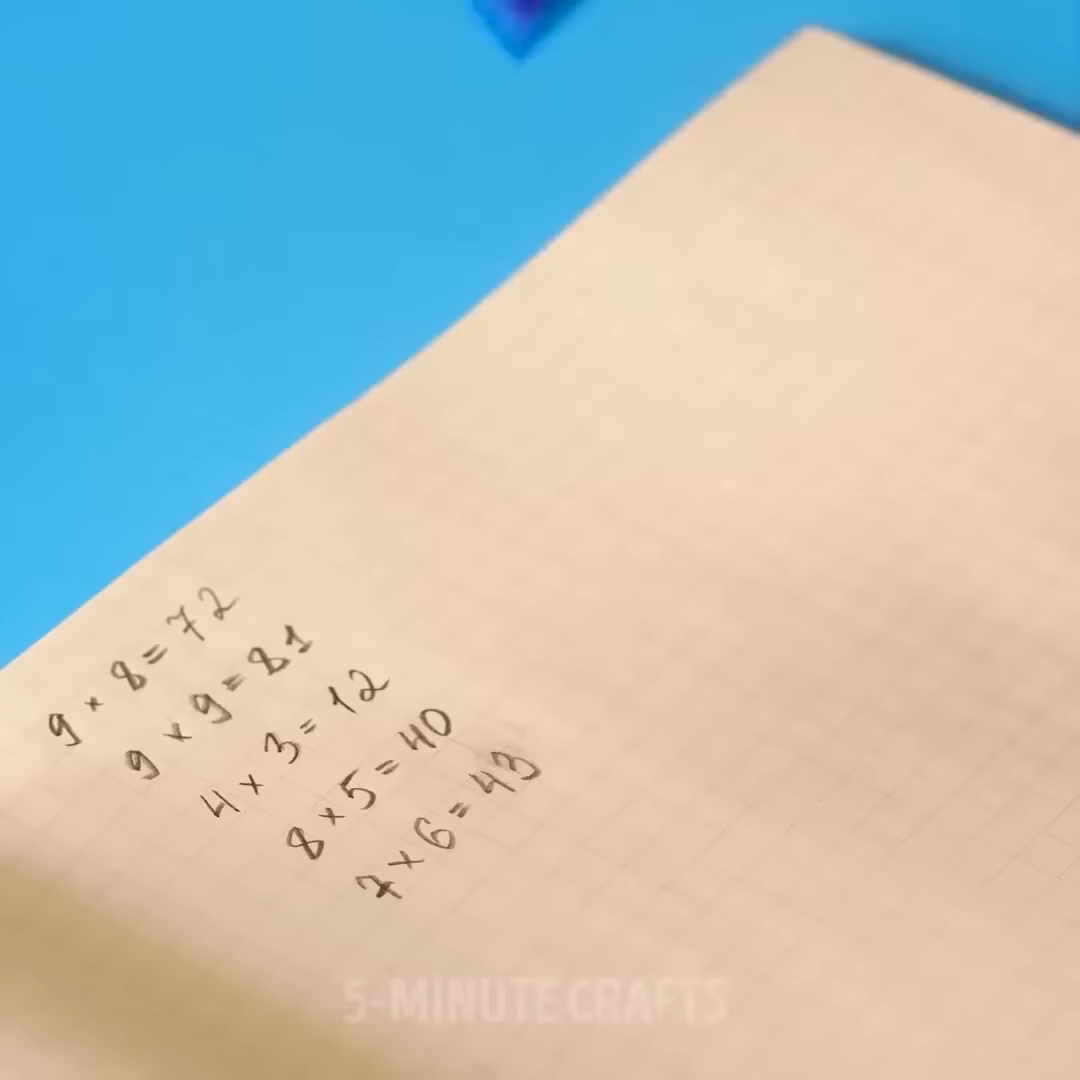 9 × 8 = 72
9 × 9 = 81
4 × 3 = 12
8 × 5 = 40
7 × 6 = 43
5-MINUTE CRAFTS